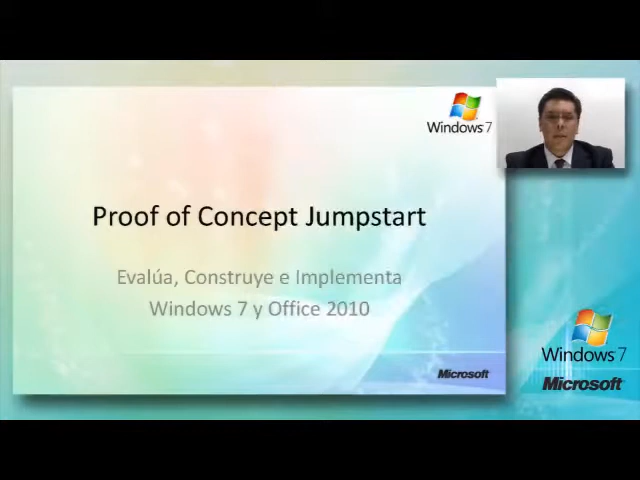 Windows 7
Proof of Concept Jumpstart
Evalúa, Construye e Implementa
Windows 7 y Office 2010
Microsoft
Windows 7
Microsoft